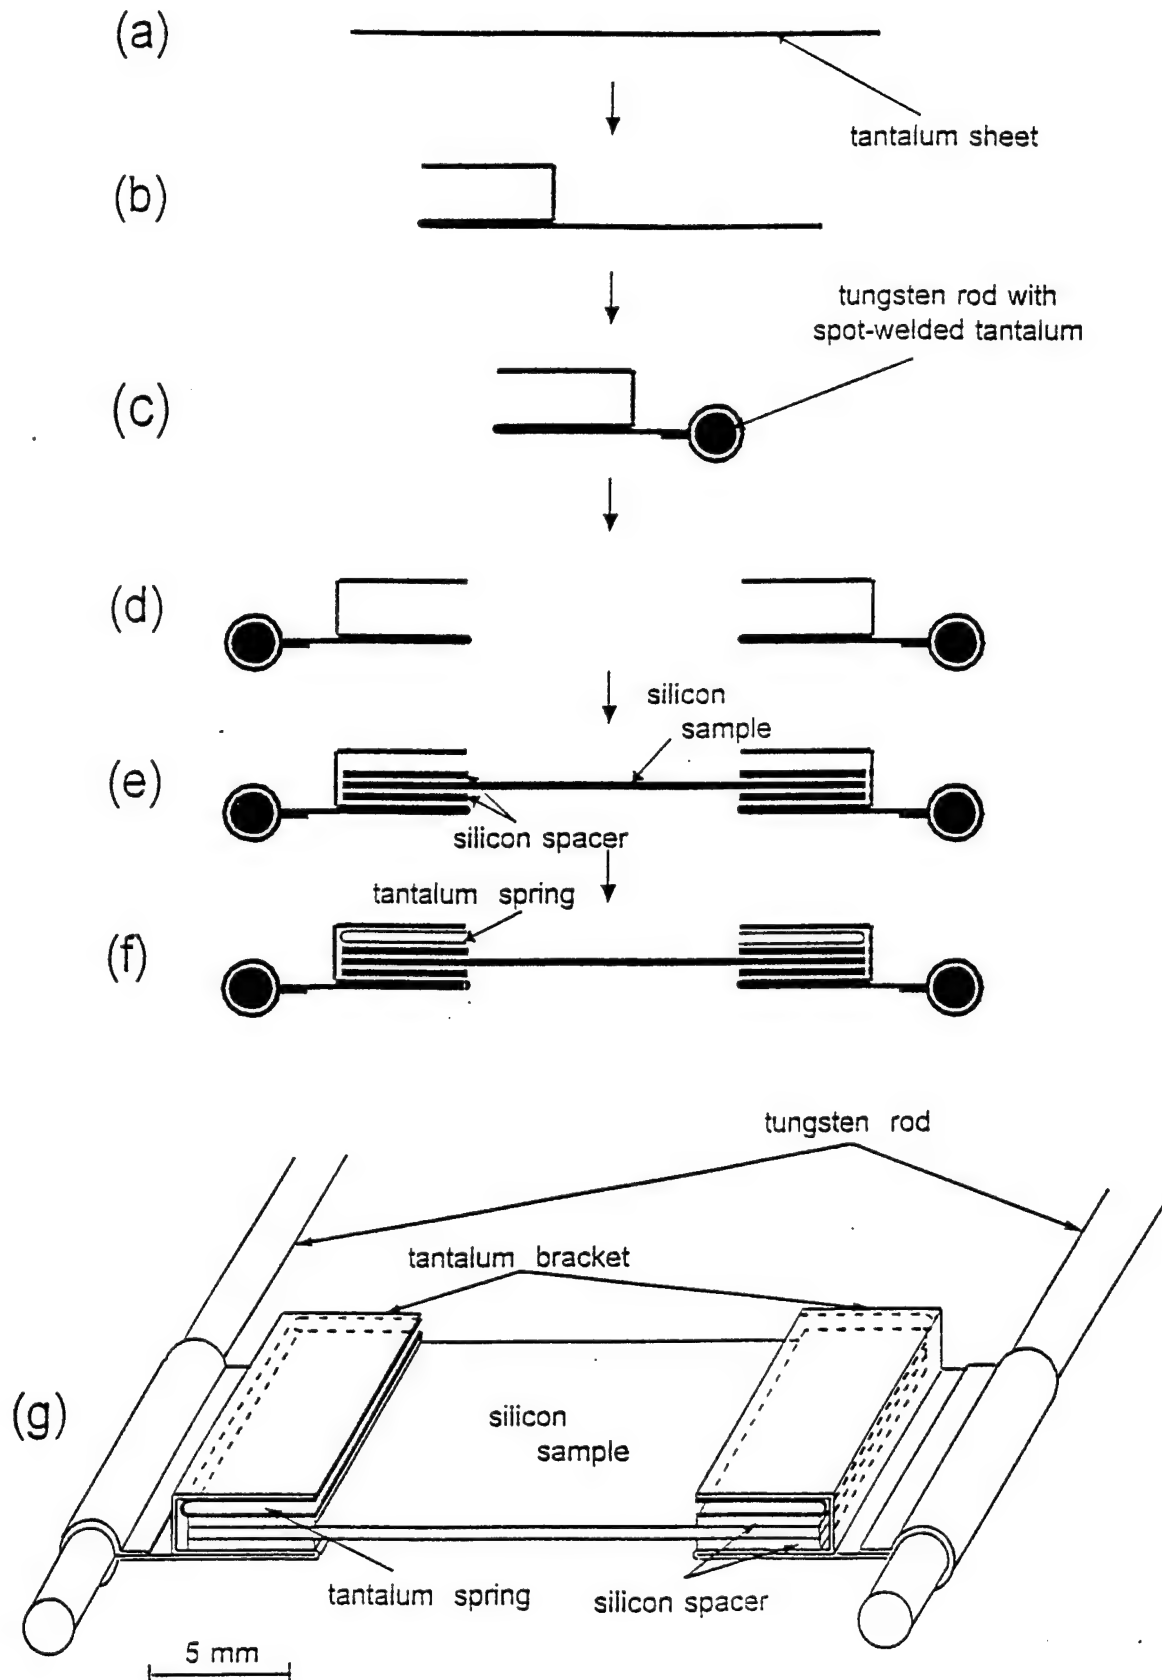 (a)
tantalum sheet
(b)
tungsten rod with
spot-welded tantalum
(c)
(d)
silicon
sample
(e)
silicon spacer
tantalum spring
(f)
tungsten rod
tantalum bracket
(g)
silicon
sample
tantalum spring
silicon spacer
5 mm